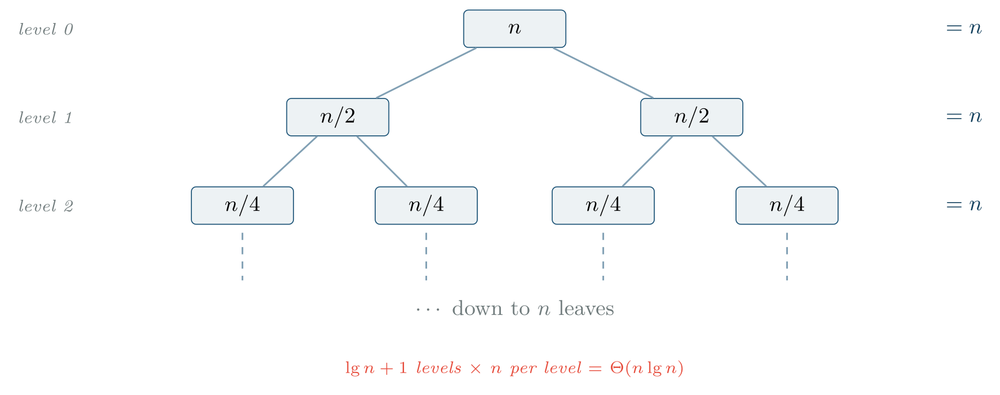 level 0 n = n
level 1 n/2 n/2 = n
level 2 n/4 n/4 n/4 n/4 = n
⋯ down to n leaves
lg n + 1 levels × n per level = Θ(n lg n)